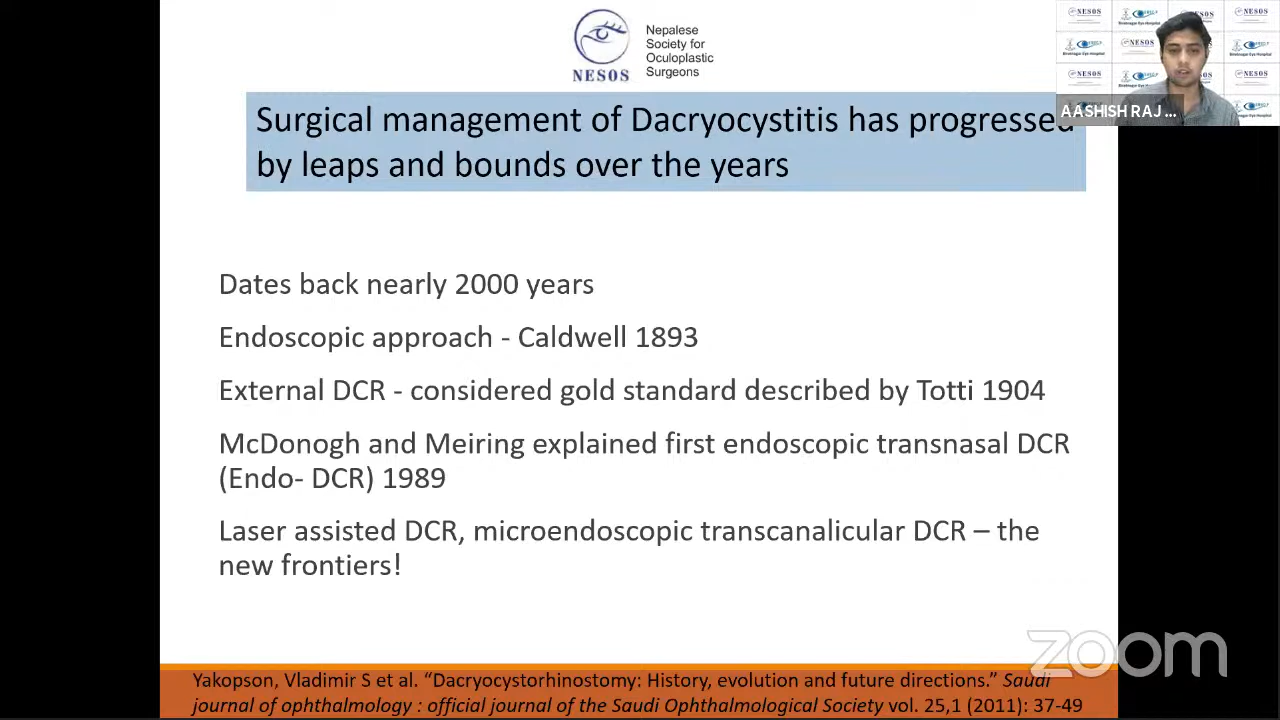 NESOS
Nepalese
Society for
Oculoplastic
Surgeons
AASHISH RAJ ...
Surgical management of Dacryocystitis has progressed
by leaps and bounds over the years
Dates back nearly 2000 years
Endoscopic approach - Caldwell 1893
External DCR - considered gold standard described by Totti 1904
McDonogh and Meiring explained first endoscopic transnasal DCR
(Endo- DCR) 1989
Laser assisted DCR, microendoscopic transcanalicular DCR – the
new frontiers!
zoom
Yakopson, Vladimir S et al. “Dacryocystorhinostomy: History, evolution and future directions.” Saudi
journal of ophthalmology : official journal of the Saudi Ophthalmological Society vol. 25,1 (2011): 37-49